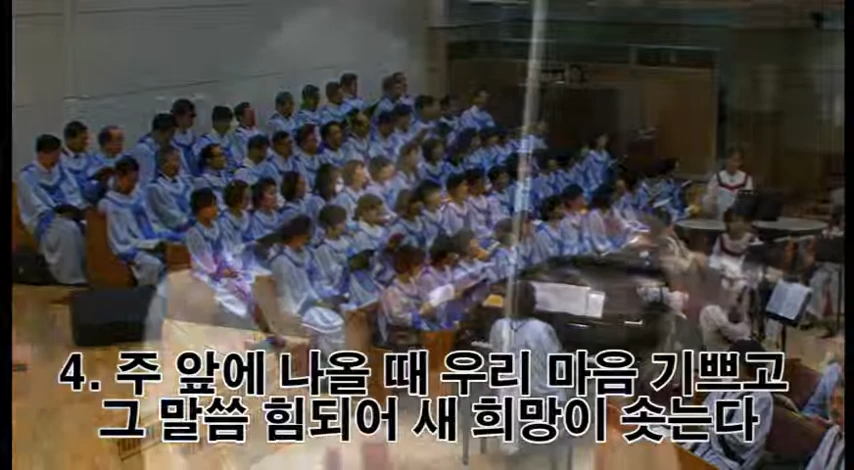 4. 주 앞에 나올 때 우리 마음 기쁘고
그 말씀 힘되어 새 희망이 솟는다